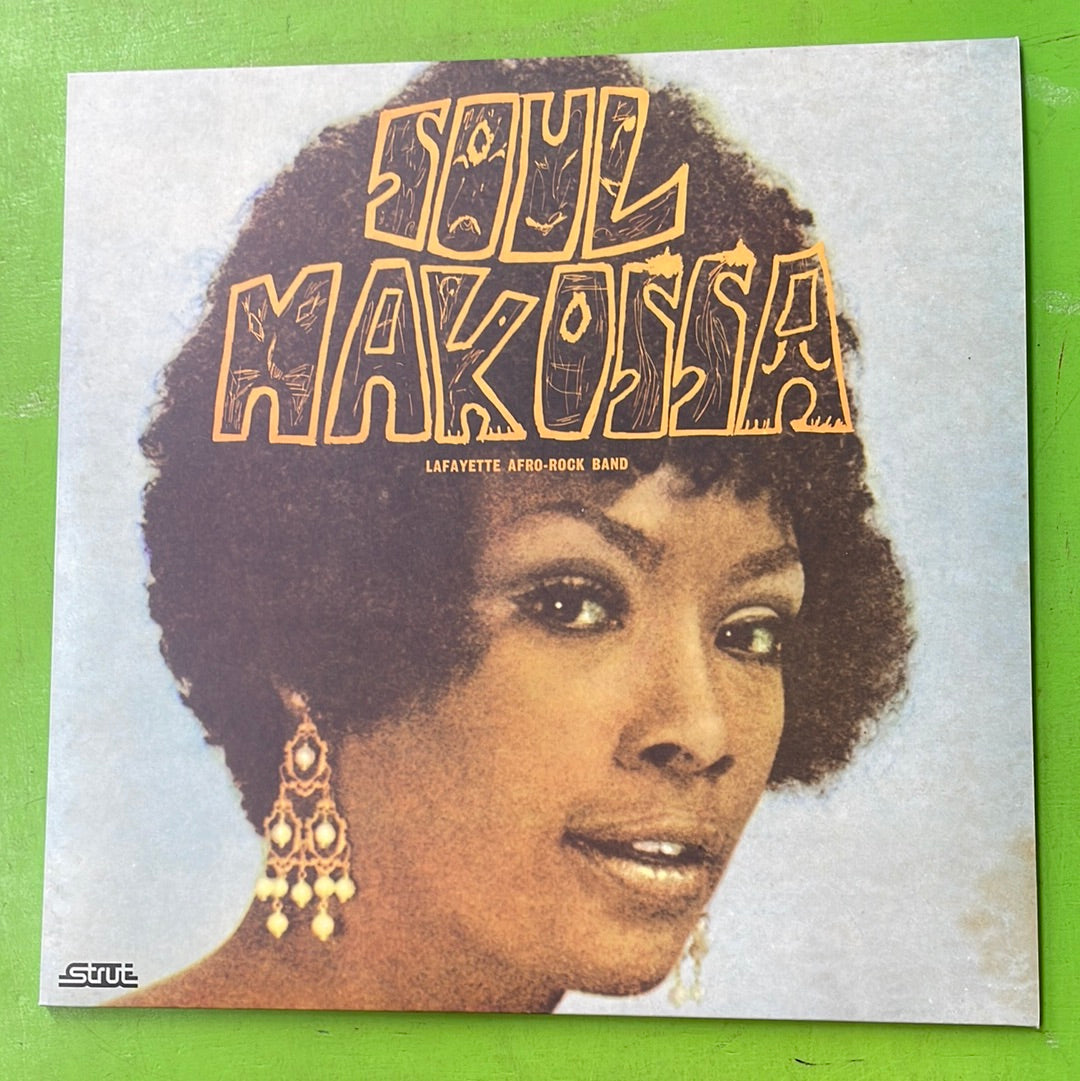 SOUL
MAKOSSA
LAFAYETTE AFRO-ROCK BAND
Strut